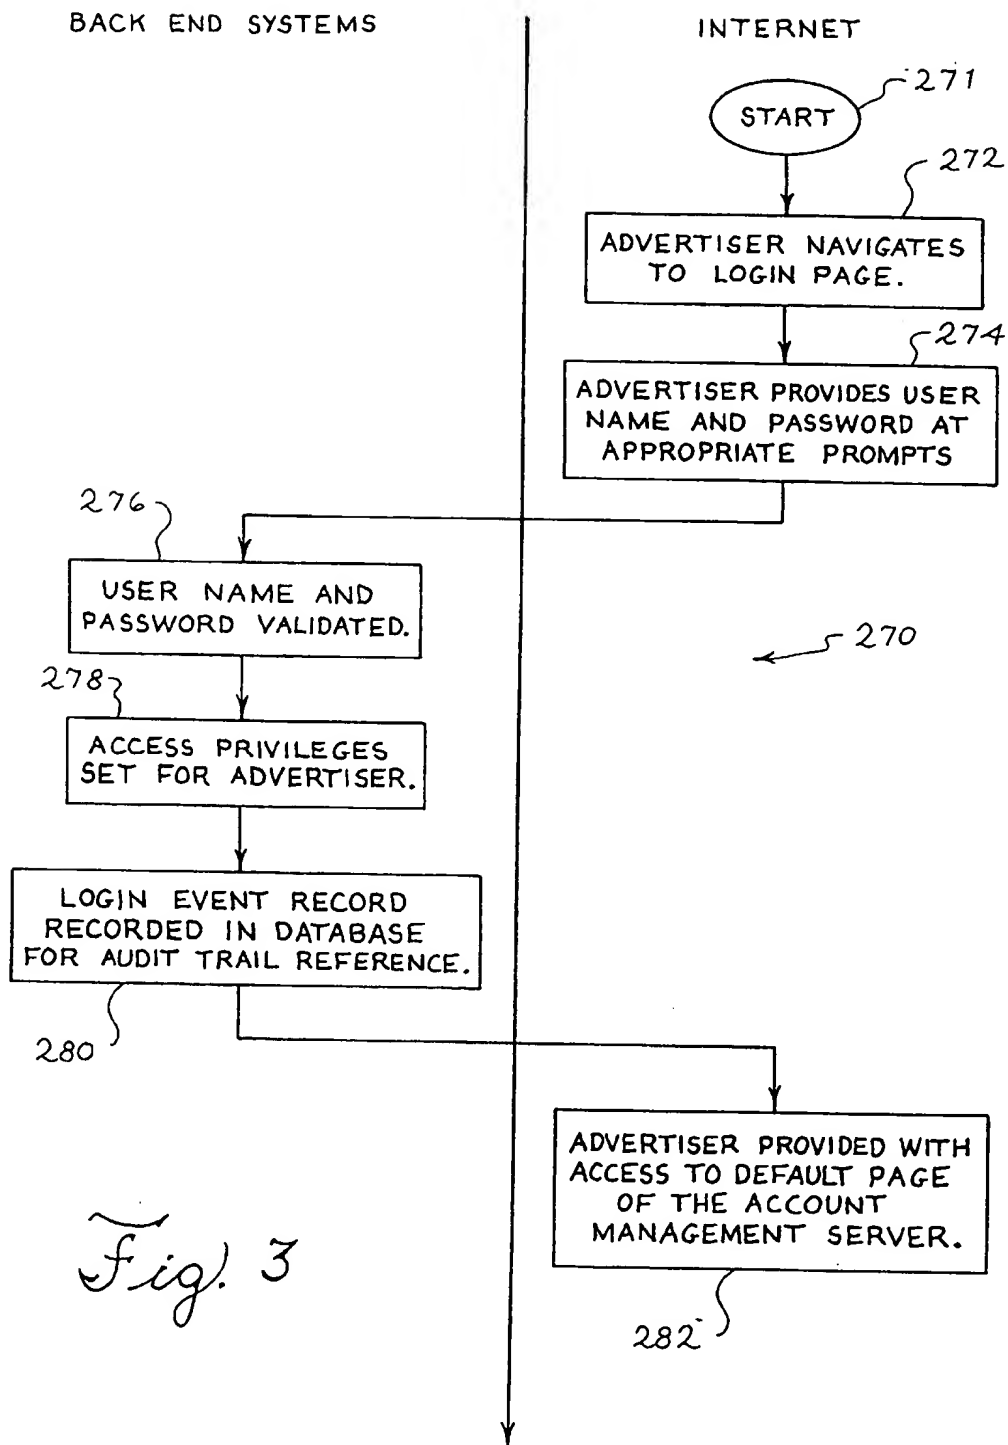 BACK END SYSTEMS
INTERNET
271
START
272
ADVERTISER NAVIGATES
TO LOGIN PAGE.
274
ADVERTISER PROVIDES USER
NAME AND PASSWORD AT
APPROPRIATE PROMPTS
276
USER NAME AND
PASSWORD VALIDATED.
270
278
ACCESS PRIVILEGES
SET FOR ADVERTISER.
LOGIN EVENT RECORD
RECORDED IN DATABASE
FOR AUDIT TRAIL REFERENCE.
280
ADVERTISER PROVIDED WITH
ACCESS TO DEFAULT PAGE
OF THE ACCOUNT
MANAGEMENT SERVER.
282
Fig. 3